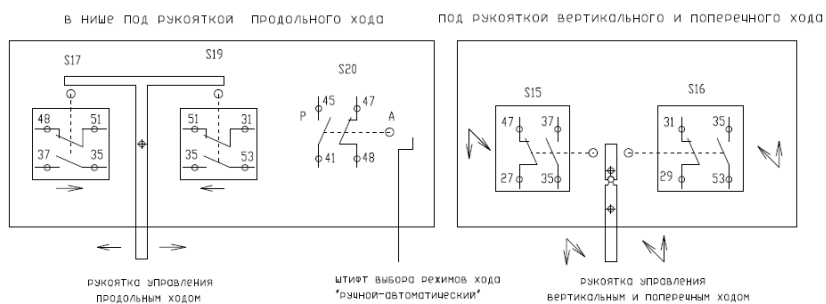 В НИШЕ ПОД РУКОЯТКОЙ ПРОДОЛЬНОГО ХОДА
ПОД РУКОЯТКОЙ ВЕРТИКАЛЬНОГО И ПОПЕРЕЧНОГО ХОДА
S17
S19
S20
S15
S16
48 51
37 35
51 31
35 53
45 47
Р А
41 48
47 37
27 35
31 35
29 53
РУКОЯТКА УПРАВЛЕНИЯ
ПРОДОЛЬНЫМ ХОДОМ
ШТИФТ ВЫБОРА РЕЖИМОВ ХОДА
"РУЧНОЙ-АВТОМАТИЧЕСКИЙ"
РУКОЯТКА УПРАВЛЕНИЯ
ВЕРТИКАЛЬНЫМ И ПОПЕРЕЧНЫМ ХОДОМ